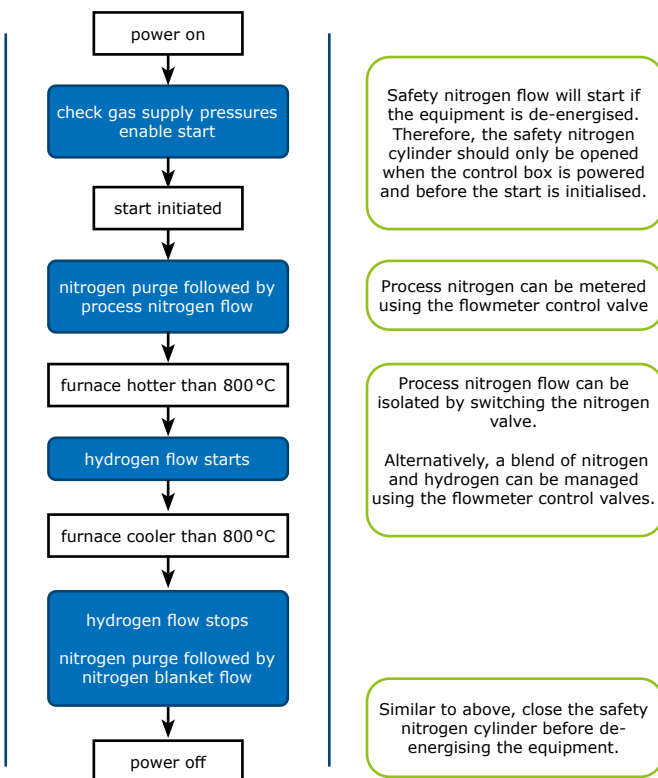 power on
check gas supply pressures
enable start
start initiated
nitrogen purge followed by
process nitrogen flow
furnace hotter than 800°C
hydrogen flow starts
furnace cooler than 800°C
hydrogen flow stops
nitrogen purge followed by
nitrogen blanket flow
power off
Safety nitrogen flow will start if
the equipment is de-energised.
Therefore, the safety nitrogen
cylinder should only be opened
when the control box is powered
and before the start is initialised.
Process nitrogen can be metered
using the flowmeter control valve
Process nitrogen flow can be
isolated by switching the nitrogen
valve.
Alternatively, a blend of nitrogen
and hydrogen can be managed
using the flowmeter control valves.
Similar to above, close the safety
nitrogen cylinder before de-
energising the equipment.